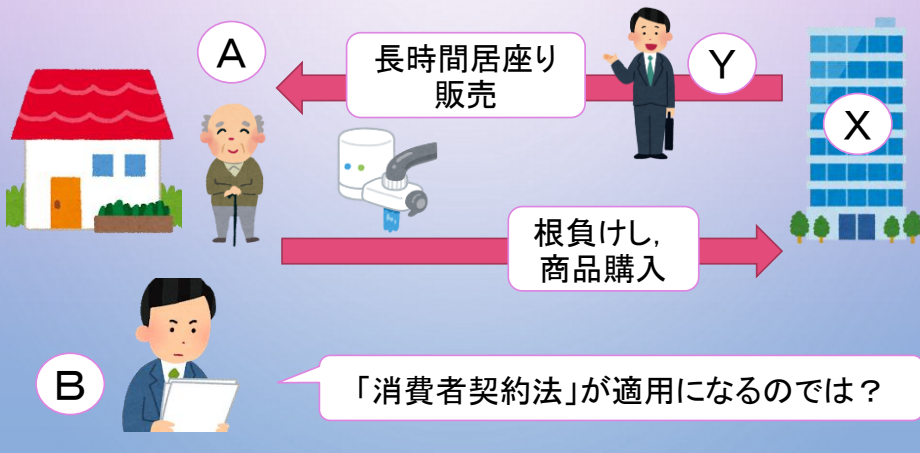 A
長時間居座り
販売
Y
X
根負けし，
商品購入
B
「消費者契約法」が適用になるのでは？